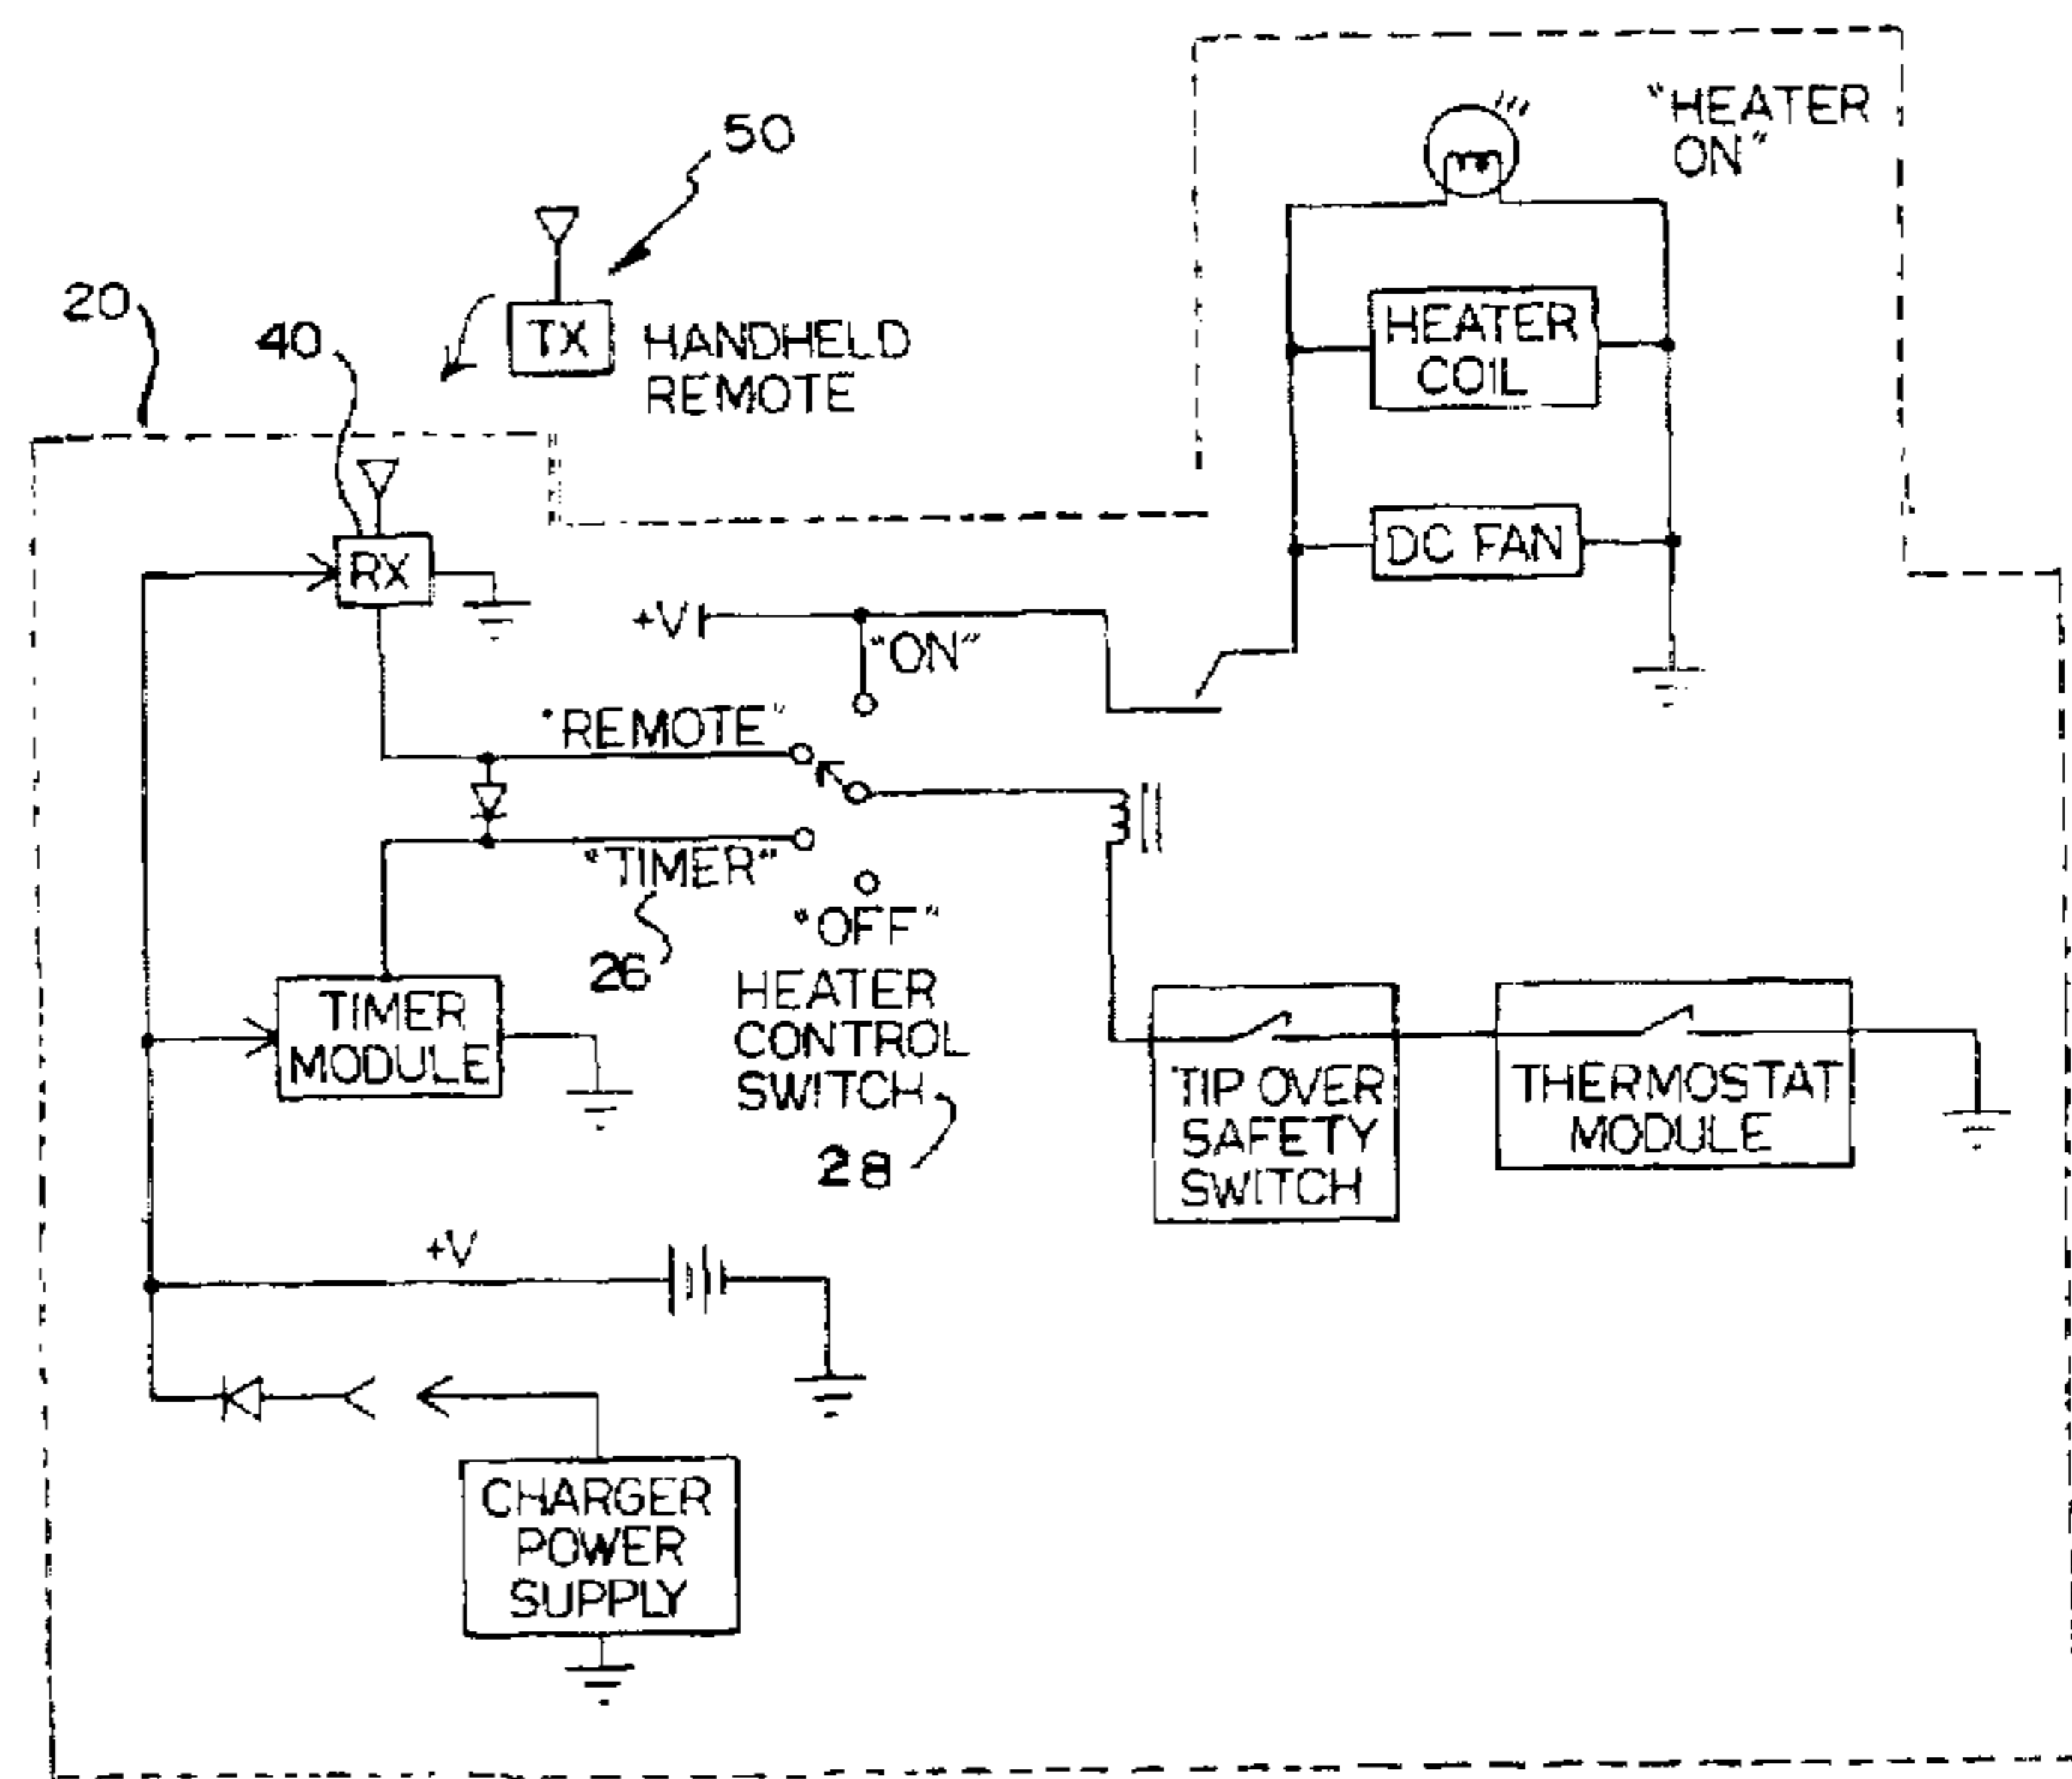 50
"HEATER
ON"
20
40
TX
HANDHELD
REMOTE
HEATER
COIL
RX
DC FAN
+V
"ON"
"REMOTE"
"TIMER"
26
"OFF"
HEATER
CONTROL
SWITCH
28
TIMER
MODULE
TIP OVER
SAFETY
SWITCH
THERMOSTAT
MODULE
+V
CHARGER
POWER
SUPPLY